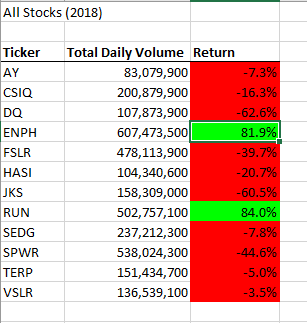 All Stocks (2018)
Ticker Total Daily Volume Return
AY 83,079,900 -7.3%
CSIQ 200,879,900 -16.3%
DQ 107,873,900 -62.6%
ENPH 607,473,500 81.9%
FSLR 478,113,900 -39.7%
HASI 104,340,600 -20.7%
JKS 158,309,000 -60.5%
RUN 502,757,100 84.0%
SEDG 237,212,300 -7.8%
SPWR 538,024,300 -44.6%
TERP 151,434,700 -5.0%
VSLR 136,539,100 -3.5%